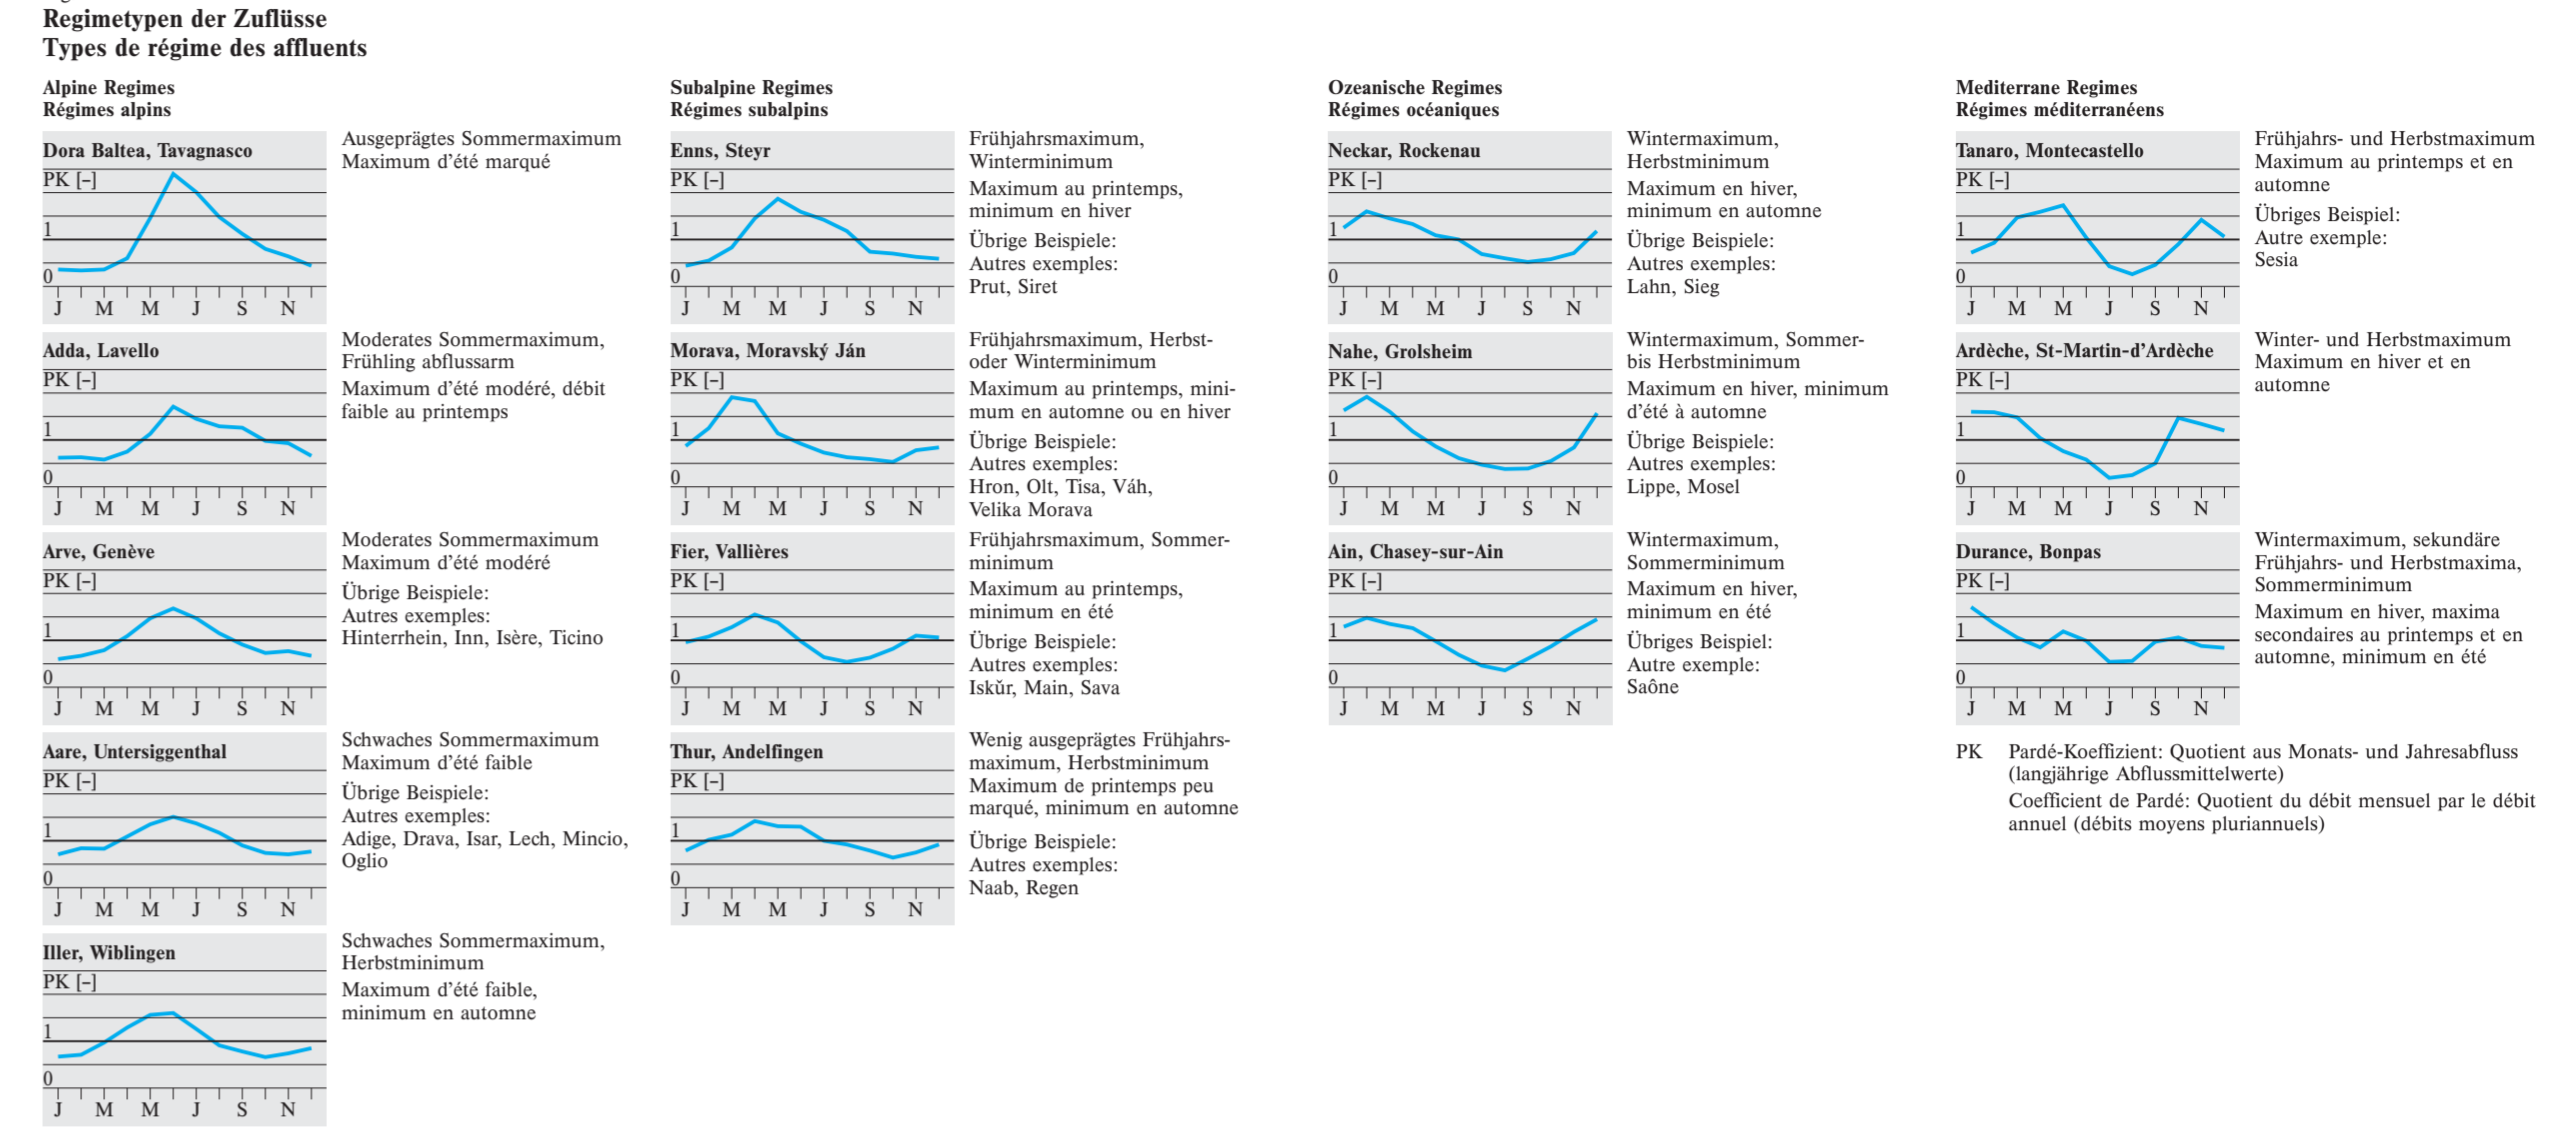 Regimetypen der Zuflüsse
Types de régime des affluents
Alpine Regimes
Régimes alpins
Dora Baltea, Tavagnasco
PK [–]
1
0
J M M J S N
Ausgeprägtes Sommermaximum
Maximum d'été marqué
Adda, Lavello
PK [–]
1
0
J M M J S N
Moderates Sommermaximum,
Frühling abflussarm
Maximum d'été modéré, débit
faible au printemps
Arve, Genève
PK [–]
1
0
J M M J S N
Moderates Sommermaximum
Maximum d'été modéré
Übrige Beispiele:
Autres exemples:
Hinterrhein, Inn, Isère, Ticino
Aare, Untersiggenthal
PK [–]
1
0
J M M J S N
Schwaches Sommermaximum
Maximum d'été faible
Übrige Beispiele:
Autres exemples:
Adige, Drava, Isar, Lech, Mincio,
Oglio
Iller, Wiblingen
PK [–]
1
0
J M M J S N
Schwaches Sommermaximum,
Herbstminimum
Maximum d'été faible,
minimum en automne
Subalpine Regimes
Régimes subalpins
Enns, Steyr
PK [–]
1
0
J M M J S N
Frühjahrsmaximum,
Winterminimum
Maximum au printemps,
minimum en hiver
Übrige Beispiele:
Autres exemples:
Prut, Siret
Morava, Moravský Ján
PK [–]
1
0
J M M J S N
Frühjahrsmaximum, Herbst-
oder Winterminimum
Maximum au printemps, mini-
mum en automne ou en hiver
Übrige Beispiele:
Autres exemples:
Hron, Olt, Tisa, Váh,
Velika Morava
Fier, Vallières
PK [–]
1
0
J M M J S N
Frühjahrsmaximum, Sommer-
minimum
Maximum au printemps,
minimum en été
Übrige Beispiele:
Autres exemples:
Iskŭr, Main, Sava
Thur, Andelfingen
PK [–]
1
0
J M M J S N
Wenig ausgeprägtes Frühjahrs-
maximum, Herbstminimum
Maximum de printemps peu
marqué, minimum en automne
Übrige Beispiele:
Autres exemples:
Naab, Regen
Ozeanische Regimes
Régimes océaniques
Neckar, Rockenau
PK [–]
1
0
J M M J S N
Wintermaximum,
Herbstminimum
Maximum en hiver,
minimum en automne
Übrige Beispiele:
Autres exemples:
Lahn, Sieg
Nahe, Grolsheim
PK [–]
1
0
J M M J S N
Wintermaximum, Sommer-
bis Herbstminimum
Maximum en hiver, minimum
d'été à automne
Übrige Beispiele:
Autres exemples:
Lippe, Mosel
Ain, Chasey-sur-Ain
PK [–]
1
0
J M M J S N
Wintermaximum,
Sommerminimum
Maximum en hiver,
minimum en été
Übriges Beispiel:
Autre exemple:
Saône
Mediterrane Regimes
Régimes méditerranéens
Tanaro, Montecastello
PK [–]
1
0
J M M J S N
Frühjahrs- und Herbstmaximum
Maximum au printemps et en
automne
Übriges Beispiel:
Autre exemple:
Sesia
Ardèche, St-Martin-d'Ardèche
PK [–]
1
0
J M M J S N
Winter- und Herbstmaximum
Maximum en hiver et en
automne
Durance, Bonpas
PK [–]
1
0
J M M J S N
Wintermaximum, sekundäre
Frühjahrs- und Herbstmaxima,
Sommerminimum
Maximum en hiver, maxima
secondaires au printemps et en
automne, minimum en été
PK Pardé-Koeffizient: Quotient aus Monats- und Jahresabfluss
(langjährige Abflussmittelwerte)
Coefficient de Pardé: Quotient du débit mensuel par le débit
annuel (débits moyens pluriannuels)